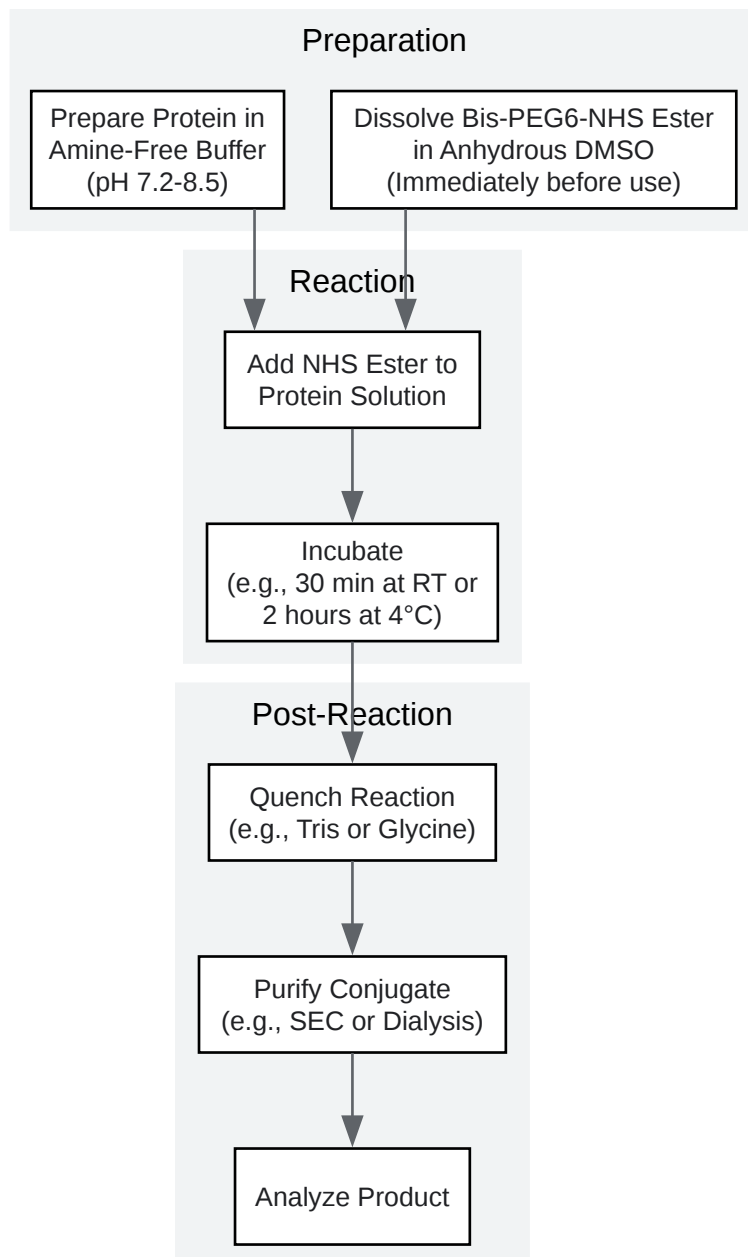 Preparation
Prepare Protein in
Amine-Free Buffer
(pH 7.2-8.5)
Dissolve Bis-PEG6-NHS Ester
in Anhydrous DMSO
(Immediately before use)
Reaction
Add NHS Ester to
Protein Solution
Incubate
(e.g., 30 min at RT or
2 hours at 4°C)
Post-Reaction
Quench Reaction
(e.g., Tris or Glycine)
Purify Conjugate
(e.g., SEC or Dialysis)
Analyze Product